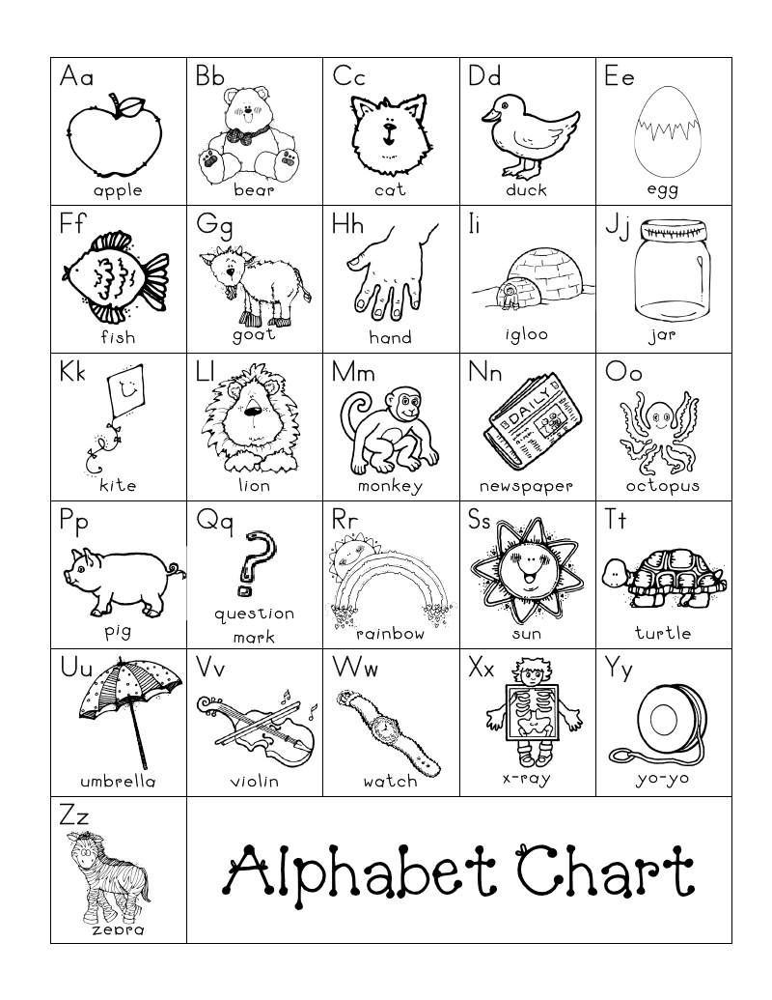 Aa
apple
Bb
bear
Cc
cat
Dd
duck
Ee
egg
Ff
fish
Gg
goat
Hh
hand
Ii
igloo
Jj
jar
Kk
kite
Ll
lion
Mm
monkey
Nn
DAILY
newspaper
Oo
octopus
Pp
pig
Qq
?
question
mark
Rr
rainbow
Ss
sun
Tt
turtle
Uu
umbrella
Vv
violin
Ww
watch
Xx
x-ray
Yy
yo-yo
Zz
zebra
Alphabet Chart